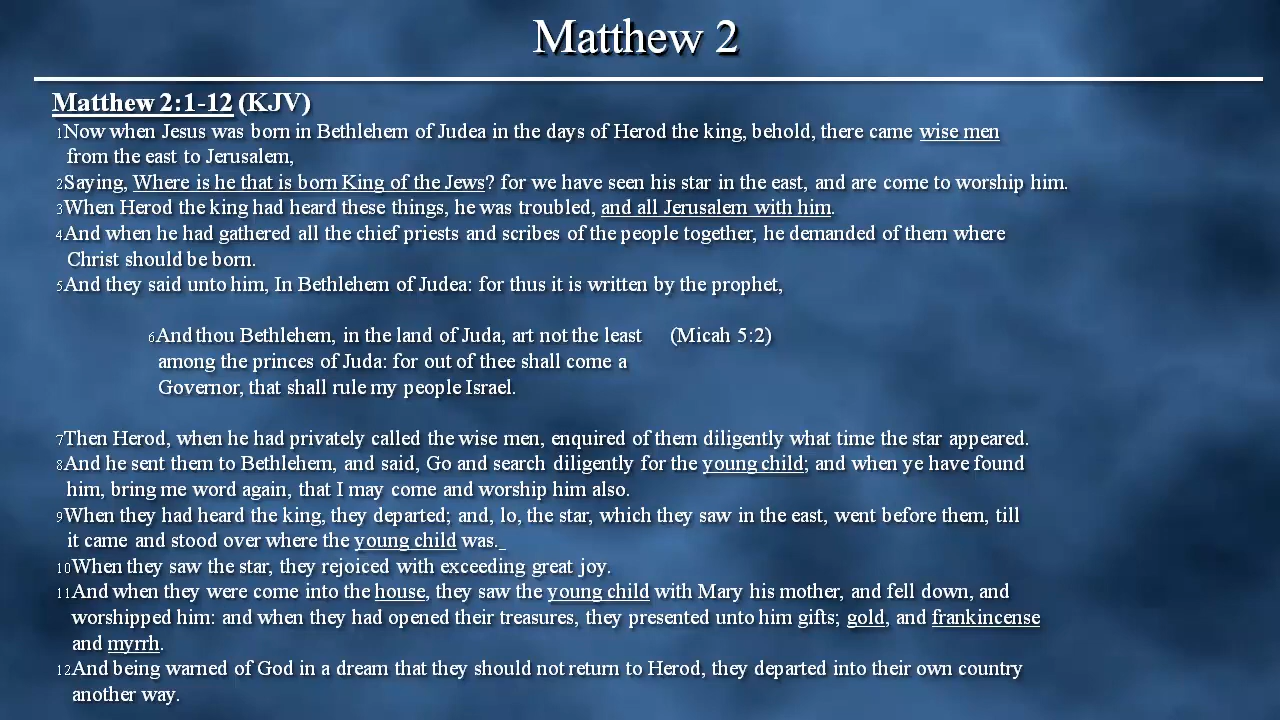 Matthew 2
Matthew 2:1-12 (KJV)
1Now when Jesus was born in Bethlehem of Judea in the days of Herod the king, behold, there came wise men
from the east to Jerusalem,
2Saying, Where is he that is born King of the Jews? for we have seen his star in the east, and are come to worship him.
3When Herod the king had heard these things, he was troubled, and all Jerusalem with him.
4And when he had gathered all the chief priests and scribes of the people together, he demanded of them where
Christ should be born.
5And they said unto him, In Bethlehem of Judea: for thus it is written by the prophet,
6And thou Bethlehem, in the land of Juda, art not the least (Micah 5:2)
among the princes of Juda: for out of thee shall come a
Governor, that shall rule my people Israel.
7Then Herod, when he had privately called the wise men, enquired of them diligently what time the star appeared.
8And he sent them to Bethlehem, and said, Go and search diligently for the young child; and when ye have found
him, bring me word again, that I may come and worship him also.
9When they had heard the king, they departed; and, lo, the star, which they saw in the east, went before them, till
it came and stood over where the young child was.
10When they saw the star, they rejoiced with exceeding great joy.
11And when they were come into the house, they saw the young child with Mary his mother, and fell down, and
worshipped him: and when they had opened their treasures, they presented unto him gifts; gold, and frankincense
and myrrh.
12And being warned of God in a dream that they should not return to Herod, they departed into their own country
another way.